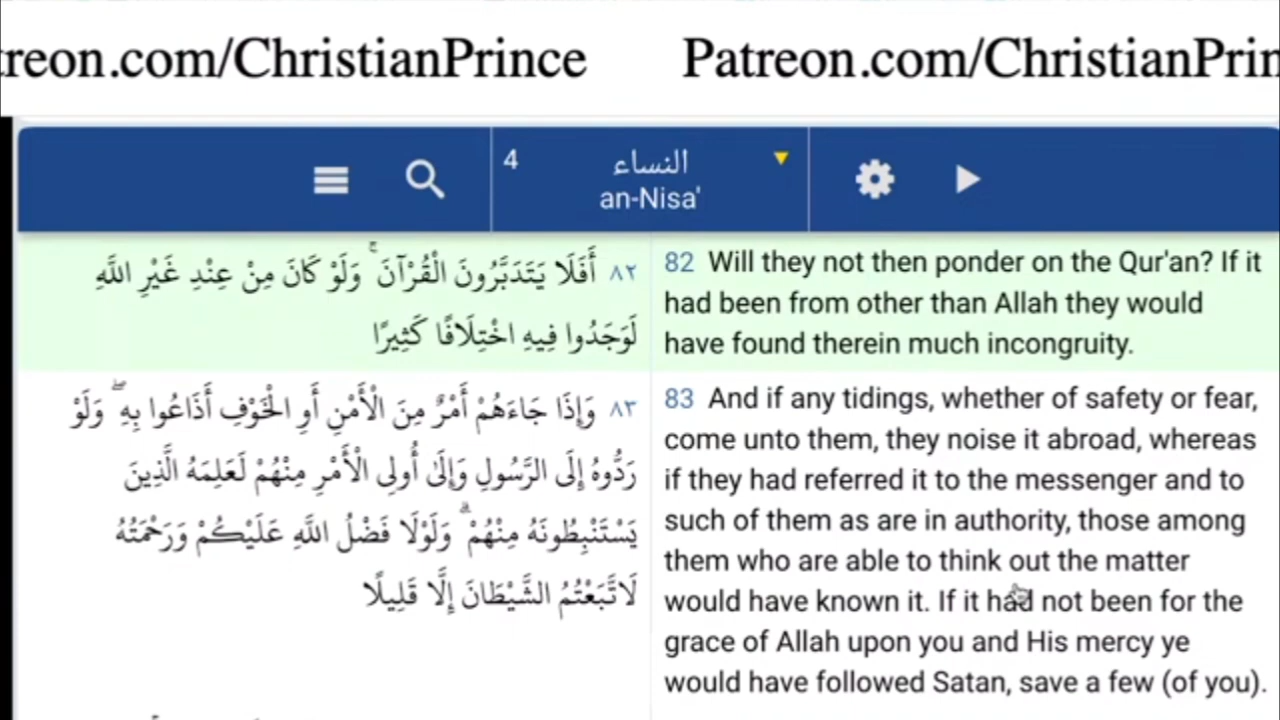 treon.com/ChristianPrince Patreon.com/ChristianPrin
4
النساء
an-Nisa'
٨٢ أَفَلَا يَتَدَبَّرُونَ الْقُرْآنَ ۚ وَلَوْ كَانَ مِنْ عِنْدِ غَيْرِ اللَّهِ
لَوَجَدُوا فِيهِ اخْتِلَافًا كَثِيرًا
82 Will they not then ponder on the Qur'an? If it
had been from other than Allah they would
have found therein much incongruity.
٨٣ وَإِذَا جَاءَهُمْ أَمْرٌ مِنَ الْأَمْنِ أَوِ الْخَوْفِ أَذَاعُوا بِهِ ۖ وَلَوْ
رَدُّوهُ إِلَى الرَّسُولِ وَإِلَىٰ أُولِي الْأَمْرِ مِنْهُمْ لَعَلِمَهُ الَّذِينَ
يَسْتَنْبِطُونَهُ مِنْهُمْ ۗ وَلَوْلَا فَضْلُ اللَّهِ عَلَيْكُمْ وَرَحْمَتُهُ
لَاتَّبَعْتُمُ الشَّيْطَانَ إِلَّا قَلِيلًا
83 And if any tidings, whether of safety or fear,
come unto them, they noise it abroad, whereas
if they had referred it to the messenger and to
such of them as are in authority, those among
them who are able to think out the matter
would have known it. If it had not been for the
grace of Allah upon you and His mercy ye
would have followed Satan, save a few (of you).